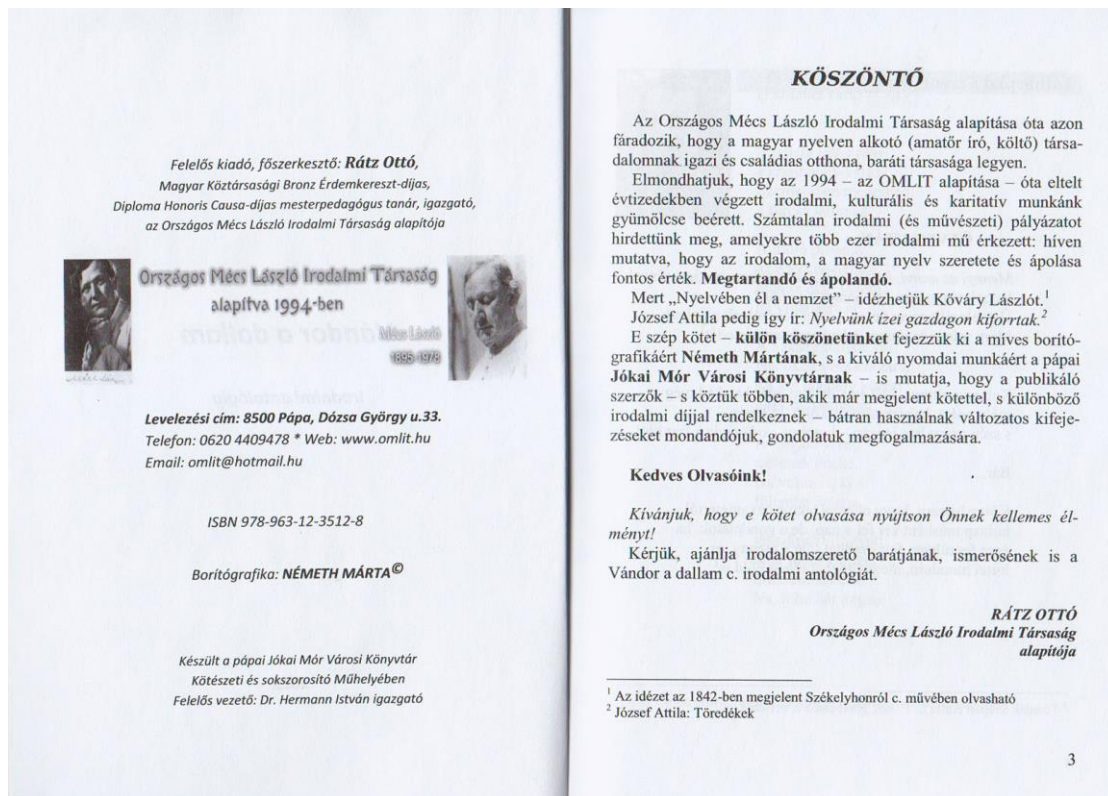 Felelős kiadó, főszerkesztő: Rátz Ottó,
Magyar Köztársasági Bronz Érdemkereszt-díjas,
Diploma Honoris Causa-díjas mesterpedagógus tanár, igazgató,
az Országos Mécs László Irodalmi Társaság alapítója
Országos Mécs László Irodalmi Társaság
alapítva 1994-ben
Mécs László
1895-1978
Levelezési cím: 8500 Pápa, Dózsa György u.33.
Telefon: 0620 4409478 * Web: www.omlit.hu
Email: omlit@hotmail.hu
ISBN 978-963-12-3512-8
Borítógrafika: NÉMETH MÁRTA©
Készült a pápai Jókai Mór Városi Könyvtár
Kötészeti és sokszorosító Műhelyében
Felelős vezető: Dr. Hermann István igazgató
KÖSZÖNTŐ
Az Országos Mécs László Irodalmi Társaság alapítása óta azon
fáradozik, hogy a magyar nyelven alkotó (amatőr író, költő) társa-
dalomnak igazi és családias otthona, baráti társasága legyen.
Elmondhatjuk, hogy az 1994 – az OMLIT alapítása – óta eltelt
évtizedekben végzett irodalmi, kulturális és karitatív munkánk
gyümölcse beérett. Számtalan irodalmi (és művészeti) pályázatot
hirdettünk meg, amelyekre több ezer irodalmi mű érkezett: híven
mutatva, hogy az irodalom, a magyar nyelv szeretete és ápolása
fontos érték. Megtartandó és ápolandó.
Mert „Nyelvében él a nemzet” – idézhetjük Kőváry Lászlót.1
József Attila pedig így ír: Nyelvünk ízei gazdagon kiforrtak.2
E szép kötet – külön köszönetünket fejezzük ki a míves borító-
grafikáért Németh Mártának, s a kiváló nyomdai munkáért a pápai
Jókai Mór Városi Könyvtárnak – is mutatja, hogy a publikáló
szerzők – s köztük többen, akik már megjelent kötettel, s különböző
irodalmi díjjal rendelkeznek – bátran használnak változatos kifeje-
zéseket mondandójuk, gondolatuk megfogalmazására.
Kedves Olvasóink!
Kívánjuk, hogy e kötet olvasása nyújtson Önnek kellemes él-
ményt!
Kérjük, ajánlja irodalomszerető barátjának, ismerősének is a
Vándor a dallam c. irodalmi antológiát.
RÁTZ OTTÓ
Országos Mécs László Irodalmi Társaság
alapítója
1 Az idézet az 1842-ben megjelent Székelyhonról c. művében olvasható
2 József Attila: Töredékek
3